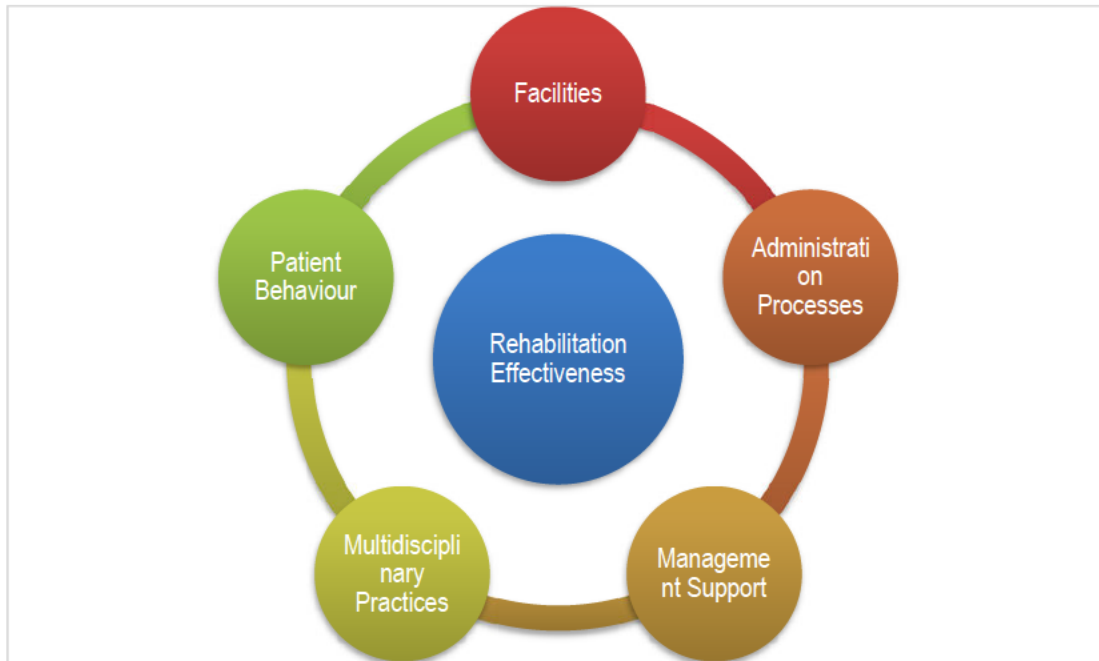 Facilities
Administrati
on
Processes
Manageme
nt Support
Multidiscipli
nary
Practices
Patient
Behaviour
Rehabilitation
Effectiveness